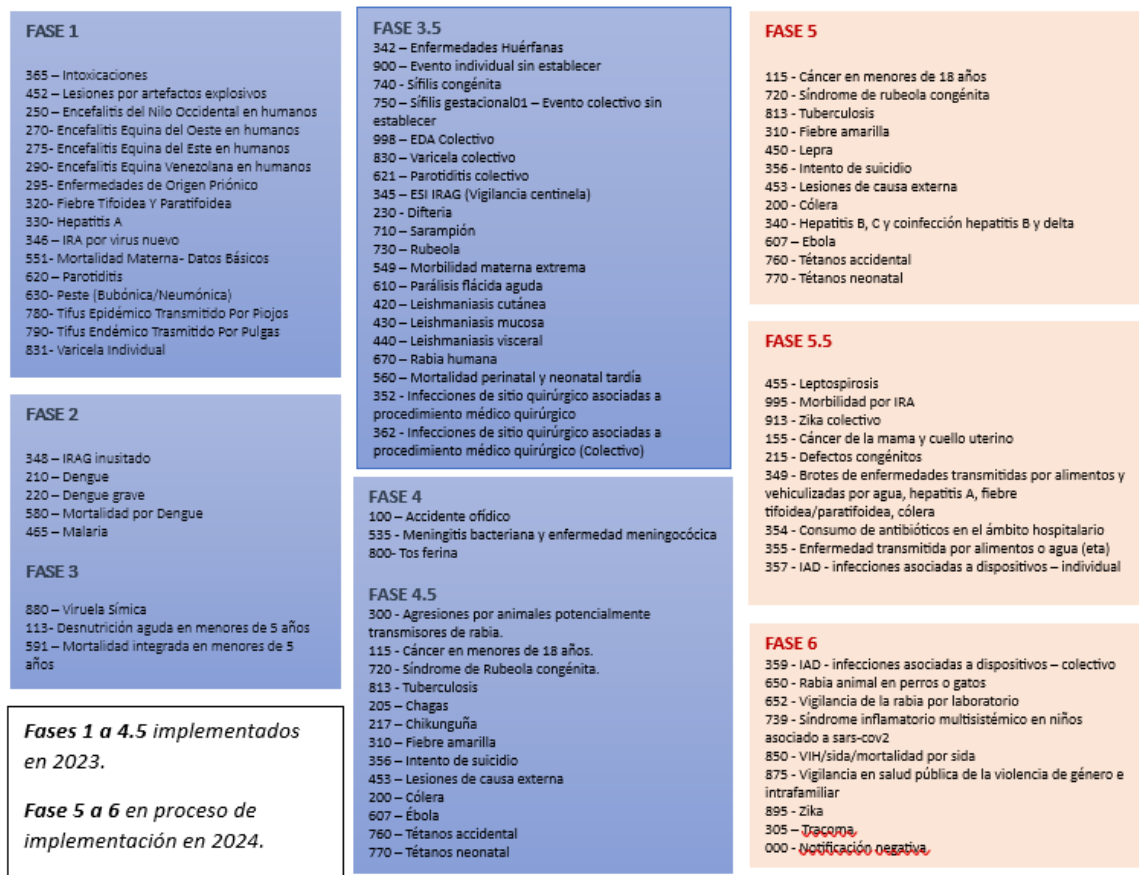 FASE 1
365 – Intoxicaciones
452 – Lesiones por artefactos explosivos
250 – Encefalitis del Nilo Occidental en humanos
270- Encefalitis Equina del Oeste en humanos
275- Encefalitis Equina del Este en humanos
290- Encefalitis Equina Venezolana en humanos
295- Enfermedades de Origen Priónico
320- Fiebre Tifoidea Y Paratifoidea
330- Hepatitis A
346 – IRA por virus nuevo
551- Mortalidad Materna- Datos Básicos
620 – Parotiditis
630- Peste (Bubónica/Neumónica)
780- Tifus Epidémico Transmitido Por Piojos
790- Tifus Endémico Trasmitido Por Pulgas
831- Varicela Individual
FASE 2
348 – IRAG inusitado
210 – Dengue
220 – Dengue grave
580 – Mortalidad por Dengue
465 – Malaria
FASE 3
880 – Viruela Símica
113- Desnutrición aguda en menores de 5 años
591 – Mortalidad integrada en menores de 5
años
Fases 1 a 4.5 implementados
en 2023.
Fase 5 a 6 en proceso de
implementación en 2024.
FASE 3.5
342 – Enfermedades Huérfanas
900 – Evento individual sin establecer
740 - Sífilis congénita
750 – Sífilis gestacional01 – Evento colectivo sin
establecer
998 – EDA Colectivo
830 – Varicela colectivo
621 – Parotiditis colectivo
345 – ESI IRAG (Vigilancia centinela)
230 - Difteria
710 – Sarampión
730 – Rubeola
549 – Morbilidad materna extrema
610 – Parálisis flácida aguda
420 – Leishmaniasis cutánea
430 – Leishmaniasis mucosa
440 – Leishmaniasis visceral
670 – Rabia humana
560 – Mortalidad perinatal y neonatal tardía
352 - Infecciones de sitio quirúrgico asociadas a
procedimiento médico quirúrgico
362 - Infecciones de sitio quirúrgico asociadas a
procedimiento médico quirúrgico (Colectivo)
FASE 4
100 – Accidente ofídico
535 - Meningitis bacteriana y enfermedad meningocócica
800- Tos ferina
FASE 4.5
300 - Agresiones por animales potencialmente
transmisores de rabia.
115 - Cáncer en menores de 18 años.
720 - Síndrome de Rubeola congénita.
813 - Tuberculosis
205 – Chagas
217 – Chikunguña
310 – Fiebre amarilla
356 – Intento de suicidio
453 – Lesiones de causa externa
200 – Cólera
607 – Ébola
760 – Tétanos accidental
770 – Tétanos neonatal
FASE 5
115 - Cáncer en menores de 18 años
720 - Síndrome de rubeola congénita
813 - Tuberculosis
310 - Fiebre amarilla
450 - Lepra
356 - Intento de suicidio
453 - Lesiones de causa externa
200 - Cólera
340 - Hepatitis B, C y coinfección hepatitis B y delta
607 – Ebola
760 - Tétanos accidental
770 - Tétanos neonatal
FASE 5.5
455 - Leptospirosis
995 - Morbilidad por IRA
913 - Zika colectivo
155 - Cáncer de la mama y cuello uterino
215 - Defectos congénitos
349 - Brotes de enfermedades transmitidas por alimentos y
vehiculizadas por agua, hepatitis A, fiebre
tifoidea/paratifoidea, cólera
354 - Consumo de antibióticos en el ámbito hospitalario
355 - Enfermedad transmitida por alimentos o agua (eta)
357 - IAD - infecciones asociadas a dispositivos – individual
FASE 6
359 - IAD - infecciones asociadas a dispositivos – colectivo
650 - Rabia animal en perros o gatos
652 - Vigilancia de la rabia por laboratorio
739 - Síndrome inflamatorio multisistémico en niños
asociado a sars-cov2
850 - VIH/sida/mortalidad por sida
875 - Vigilancia en salud pública de la violencia de género e
intrafamiliar
895 - Zika
305 – Tracoma
000 - Notificación negativa